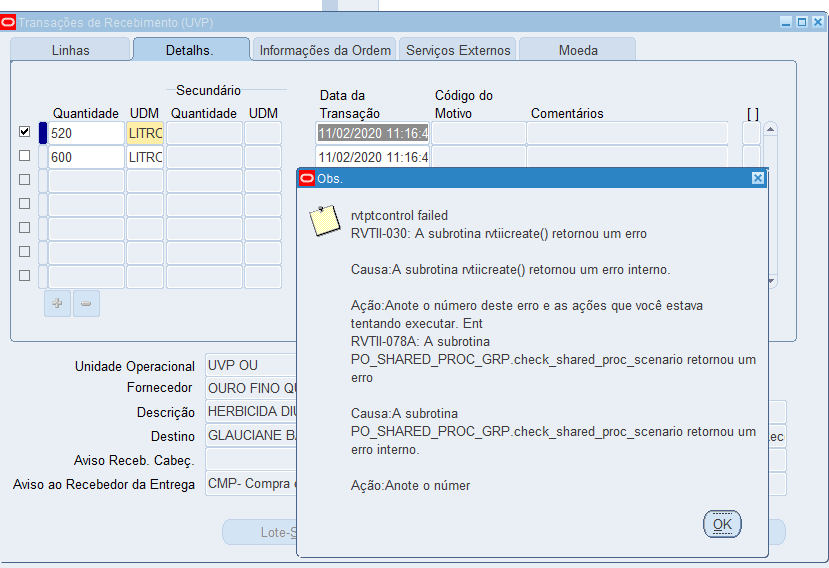 Transações de Recebimento (UVP)
Linhas Detalhs. Informações da Ordem Serviços Externos Moeda
Secundário
Data da Código do
Quantidade UDM Quantidade UDM Transação Motivo Comentários [ ]
520 LITRO 11/02/2020 11:16:4
600 LITRO 11/02/2020 11:16:4
Obs.
rvtptcontrol failed
RVTII-030: A subrotina rvtiicreate() retornou um erro
Causa:A subrotina rvtiicreate() retornou um erro interno.
Ação:Anote o número deste erro e as ações que você estava
tentando executar. Ent
RVTII-078A: A subrotina
PO_SHARED_PROC_GRP.check_shared_proc_scenario retornou um
erro
Causa:A subrotina
PO_SHARED_PROC_GRP.check_shared_proc_scenario retornou um
erro interno.
Ação:Anote o númer
OK
Unidade Operacional UVP OU
Fornecedor OURO FINO QU
Descrição HERBICIDA DIU
Destino GLAUCIANE BA ec
Aviso Receb. Cabeç.
Aviso ao Recebedor da Entrega CMP- Compra
Lote-S